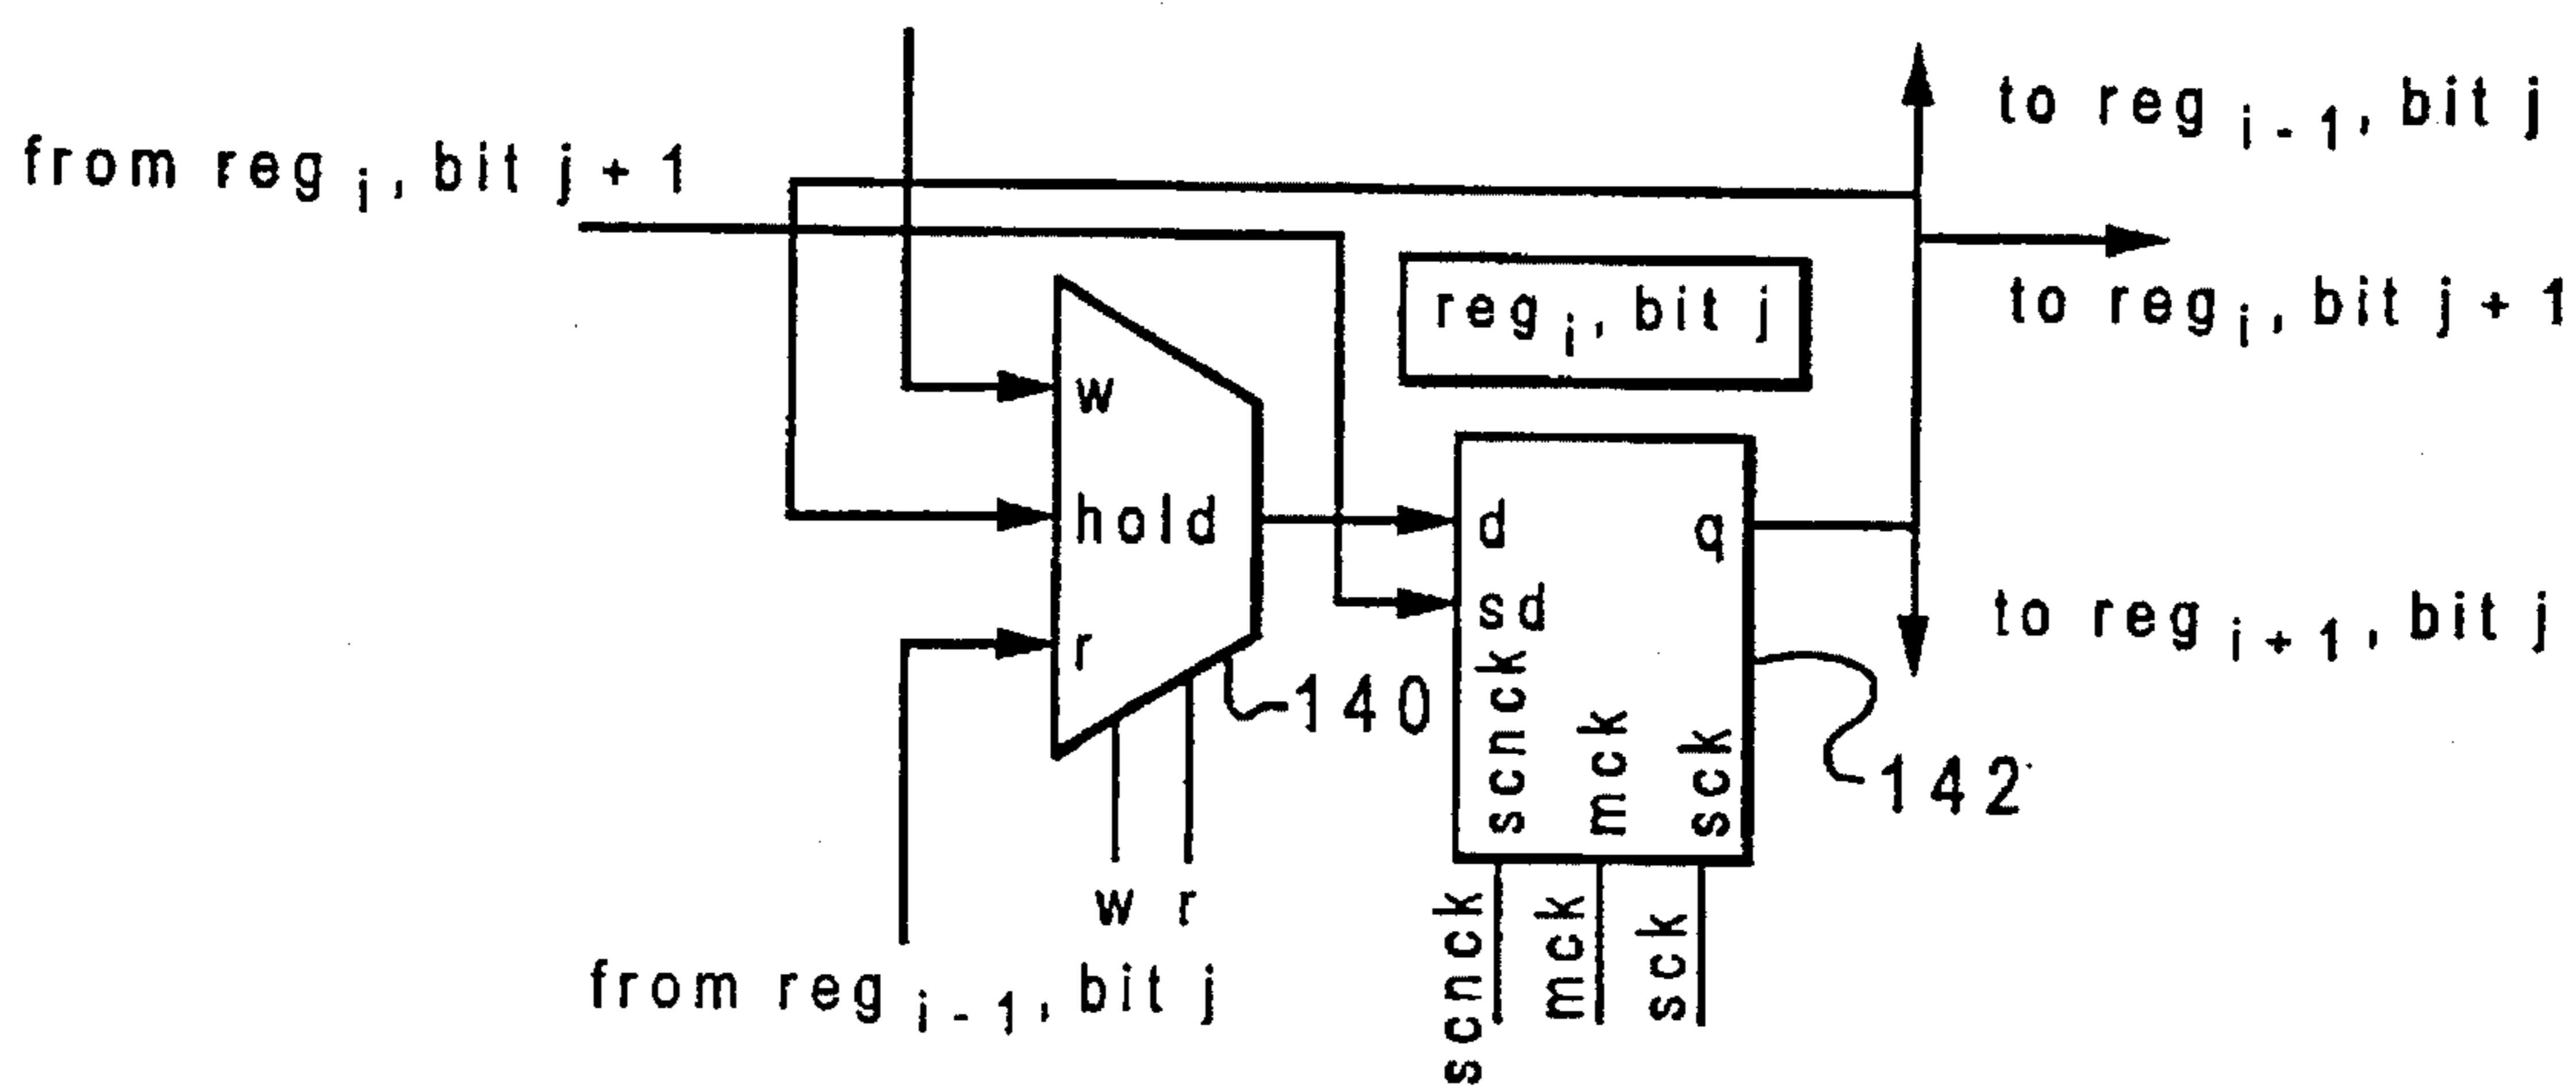 to reg i - 1, bit j
from reg i, bit j + 1
reg i, bit j
to reg i, bit j + 1
w
hold
r
d
q
sd
scnck
mck
sck
to reg i + 1, bit j
140
142
w r
from reg i - 1, bit j
scnck
mck
sck